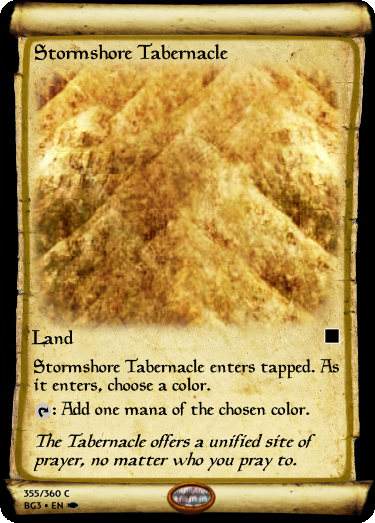 Stormshore Tabernacle
Land
Stormshore Tabernacle enters tapped. As
it enters, choose a color.
: Add one mana of the chosen color.
The Tabernacle offers a unified site of
prayer, no matter who you pray to.
355/360 C
BG3 • EN